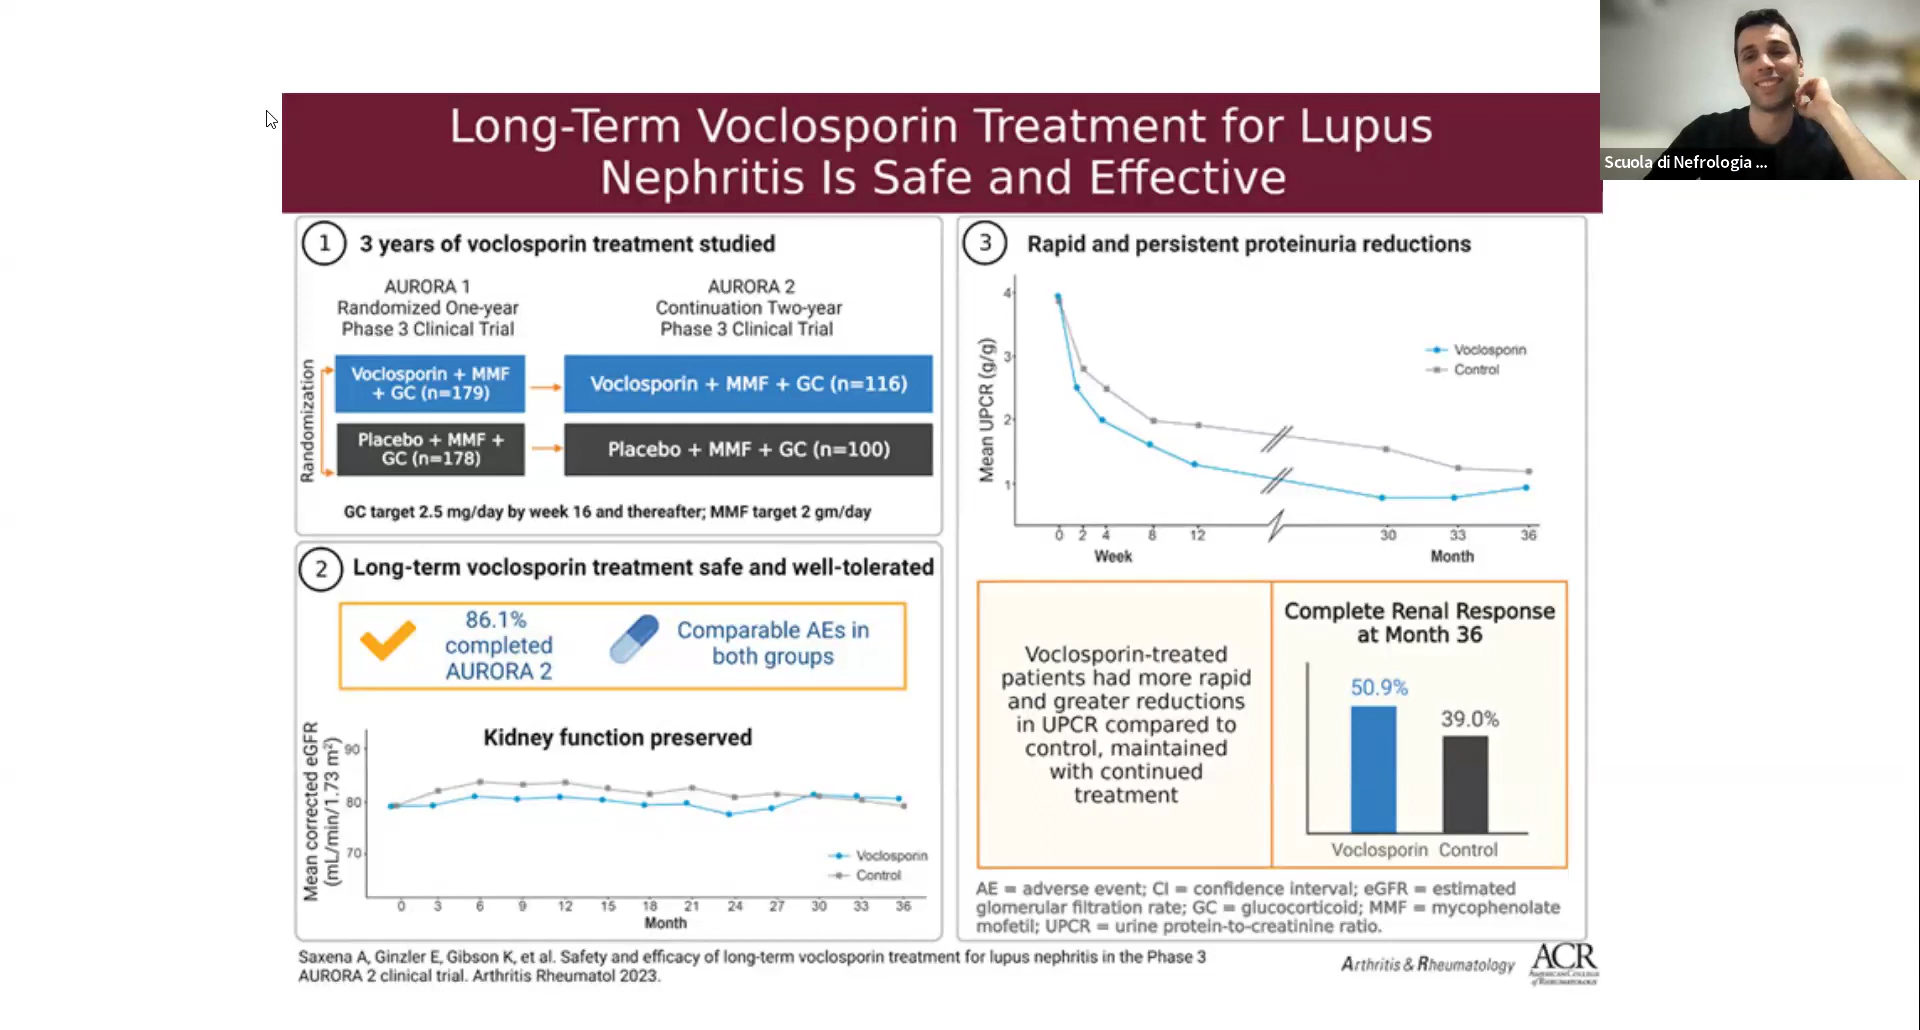 Long-Term Voclosporin Treatment for Lupus
Nephritis Is Safe and Effective
Scuola di Nefrologia ...
1 3 years of voclosporin treatment studied
AURORA 1
Randomized One-year
Phase 3 Clinical Trial
AURORA 2
Continuation Two-year
Phase 3 Clinical Trial
Randomization
Voclosporin + MMF
+ GC (n=179)
Voclosporin + MMF + GC (n=116)
Placebo + MMF +
GC (n=178)
Placebo + MMF + GC (n=100)
GC target 2.5 mg/day by week 16 and thereafter; MMF target 2 gm/day
2 Long-term voclosporin treatment safe and well-tolerated
86.1%
completed
AURORA 2
Comparable AEs in
both groups
Kidney function preserved
Mean corrected eGFR
(mL/min/1.73 m²)
90
80
70
Voclosporin
Control
0 3 6 9 12 15 18 21 24 27 30 33 36
Month
3 Rapid and persistent proteinuria reductions
Mean UPCR (g/g)
4
3
2
1
Voclosporin
Control
0 2 4 8 12 30 33 36
Week Month
Voclosporin-treated
patients had more rapid
and greater reductions
in UPCR compared to
control, maintained
with continued
treatment
Complete Renal Response
at Month 36
50.9%
39.0%
Voclosporin Control
AE = adverse event; CI = confidence interval; eGFR = estimated
glomerular filtration rate; GC = glucocorticoid; MMF = mycophenolate
mofetil; UPCR = urine protein-to-creatinine ratio.
Saxena A, Ginzler E, Gibson K, et al. Safety and efficacy of long-term voclosporin treatment for lupus nephritis in the Phase 3
AURORA 2 clinical trial. Arthritis Rheumatol 2023.
Arthritis & Rheumatology
ACR
AMERICAN COLLEGE
of RHEUMATOLOGY